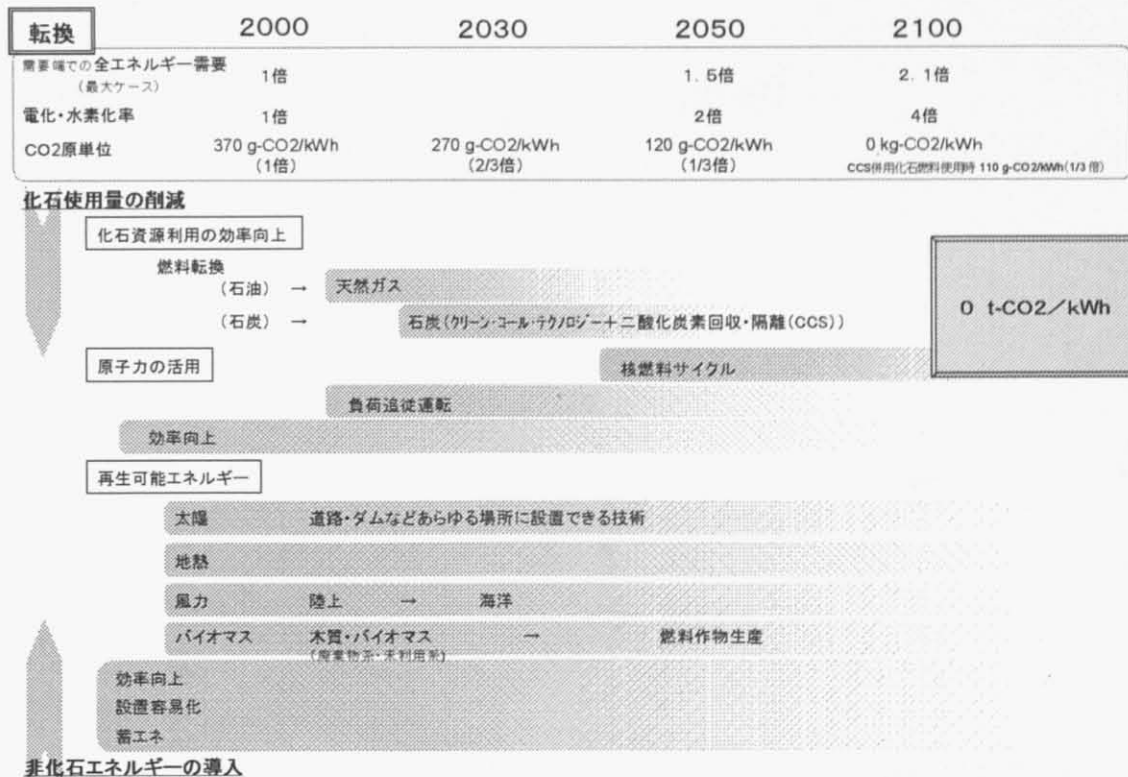 転換 2000 2030 2050 2100
需要端での全エネルギー需要 1倍 1.5倍 2.1倍
(最大ケース)
電化・水素化率 1倍 2倍 4倍
CO2原単位 370 g-CO2/kWh 270 g-CO2/kWh 120 g-CO2/kWh 0 kg-CO2/kWh
(1倍) (2/3倍) (1/3倍) CCS併用化石燃料使用時 110 g-CO2/kWh(1/3倍)
化石使用量の削減
化石資源利用の効率向上
燃料転換
(石油) → 天然ガス
(石炭) → 石炭(クリーン・コール・テクノロジー+二酸化炭素回収・隔離(CCS))
0 t-CO2/kWh
原子力の活用
核燃料サイクル
負荷追従運転
効率向上
再生可能エネルギー
太陽 道路・ダムなどあらゆる場所に設置できる技術
地熱
風力 陸上 → 海洋
バイオマス 木質・バイオマス → 燃料作物生産
(廃棄物系・未利用系)
効率向上
設置容易化
蓄エネ
非化石エネルギーの導入